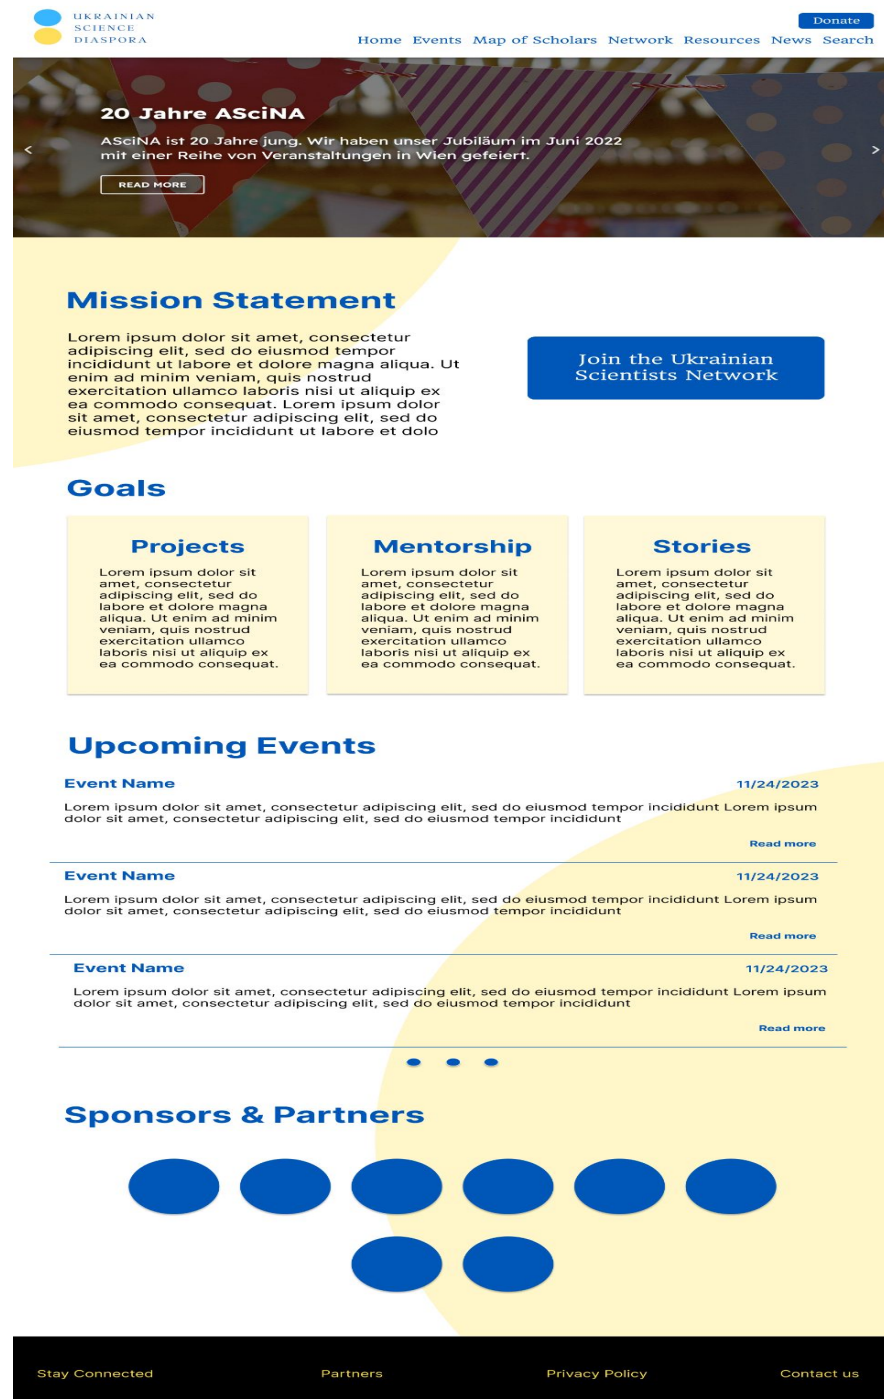 UKRAINIAN
SCIENCE
DIASPORA
Donate
Home Events Map of Scholars Network Resources News Search
20 Jahre ASciNA
ASciNA ist 20 Jahre jung. Wir haben unser Jubiläum im Juni 2022
mit einer Reihe von Veranstaltungen in Wien gefeiert.
<
>
READ MORE
Mission Statement
Lorem ipsum dolor sit amet, consectetur
adipiscing elit, sed do eiusmod tempor
incididunt ut labore et dolore magna aliqua. Ut
enim ad minim veniam, quis nostrud
exercitation ullamco laboris nisi ut aliquip ex
ea commodo consequat. Lorem ipsum dolor
sit amet, consectetur adipiscing elit, sed do
eiusmod tempor incididunt ut labore et dolo
Join the Ukrainian
Scientists Network
Goals
Projects
Lorem ipsum dolor sit
amet, consectetur
adipiscing elit, sed do
labore et dolore magna
aliqua. Ut enim ad minim
veniam, quis nostrud
exercitation ullamco
laboris nisi ut aliquip ex
ea commodo consequat.
Mentorship
Lorem ipsum dolor sit
amet, consectetur
adipiscing elit, sed do
labore et dolore magna
aliqua. Ut enim ad minim
veniam, quis nostrud
exercitation ullamco
laboris nisi ut aliquip ex
ea commodo consequat.
Stories
Lorem ipsum dolor sit
amet, consectetur
adipiscing elit, sed do
labore et dolore magna
aliqua. Ut enim ad minim
veniam, quis nostrud
exercitation ullamco
laboris nisi ut aliquip ex
ea commodo consequat.
Upcoming Events
Event Name 11/24/2023
Lorem ipsum dolor sit amet, consectetur adipiscing elit, sed do eiusmod tempor incididunt Lorem ipsum
dolor sit amet, consectetur adipiscing elit, sed do eiusmod tempor incididunt
Read more
Event Name 11/24/2023
Lorem ipsum dolor sit amet, consectetur adipiscing elit, sed do eiusmod tempor incididunt Lorem ipsum
dolor sit amet, consectetur adipiscing elit, sed do eiusmod tempor incididunt
Read more
Event Name 11/24/2023
Lorem ipsum dolor sit amet, consectetur adipiscing elit, sed do eiusmod tempor incididunt Lorem ipsum
dolor sit amet, consectetur adipiscing elit, sed do eiusmod tempor incididunt
Read more
Sponsors & Partners
Stay Connected Partners Privacy Policy Contact us